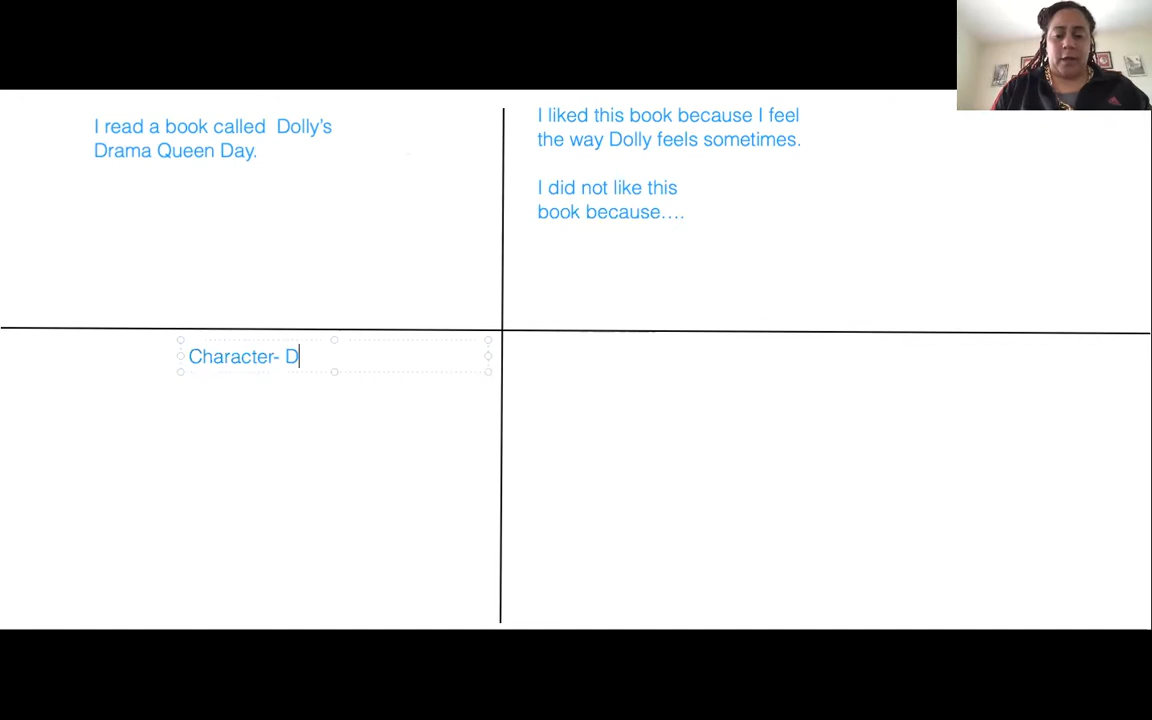 I read a book called  Dolly's
Drama Queen Day.
I liked this book because I feel
the way Dolly feels sometimes.
I did not like this
book because….
Character- D